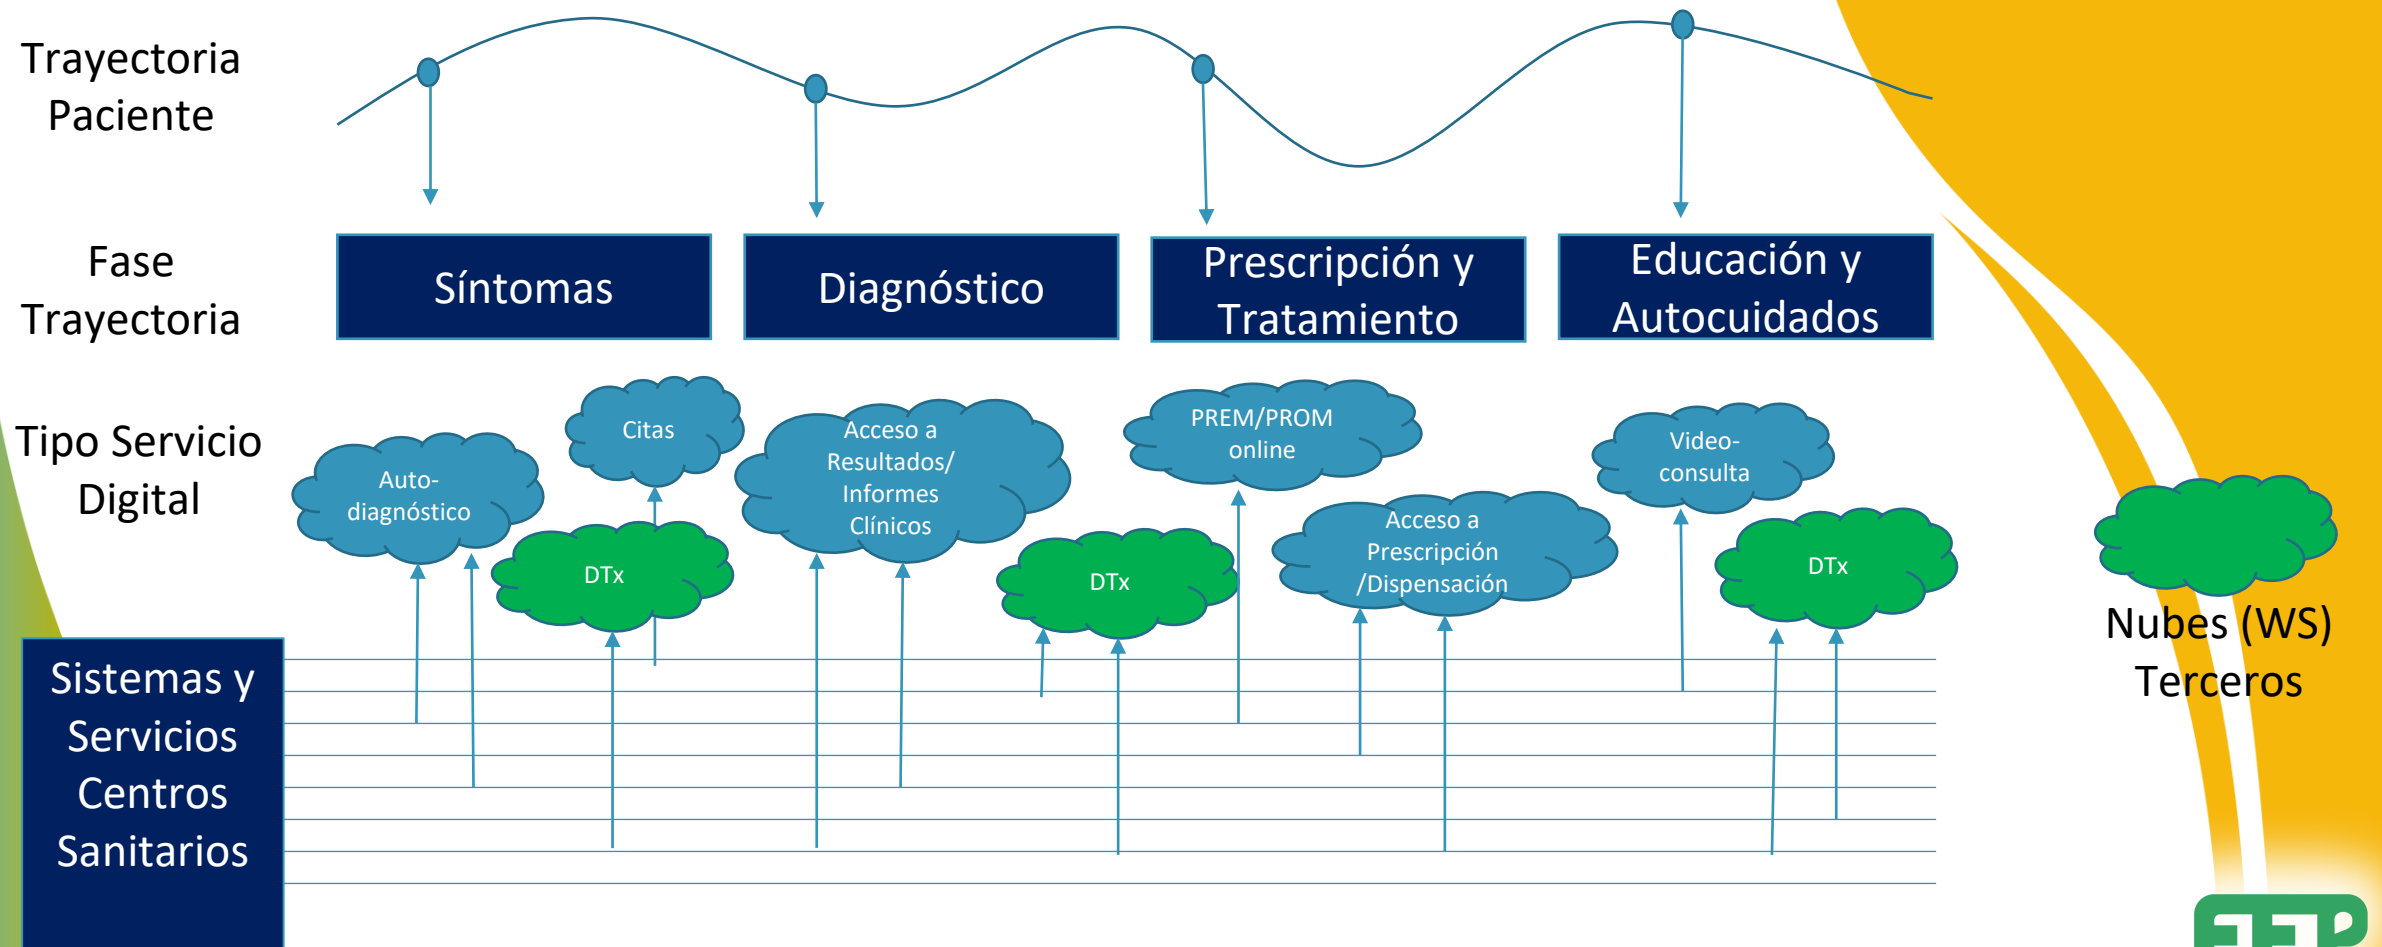 Trayectoria
Paciente
Fase
Trayectoria
Síntomas
Diagnóstico
Prescripción y
Tratamiento
Educación y
Autocuidados
Tipo Servicio
Digital
Auto-
diagnóstico
Citas
DTx
Acceso a
Resultados/
Informes
Clínicos
DTx
PREM/PROM
online
Acceso a
Prescripción
/Dispensación
Video-
consulta
DTx
Nubes (WS)
Terceros
Sistemas y
Servicios
Centros
Sanitarios